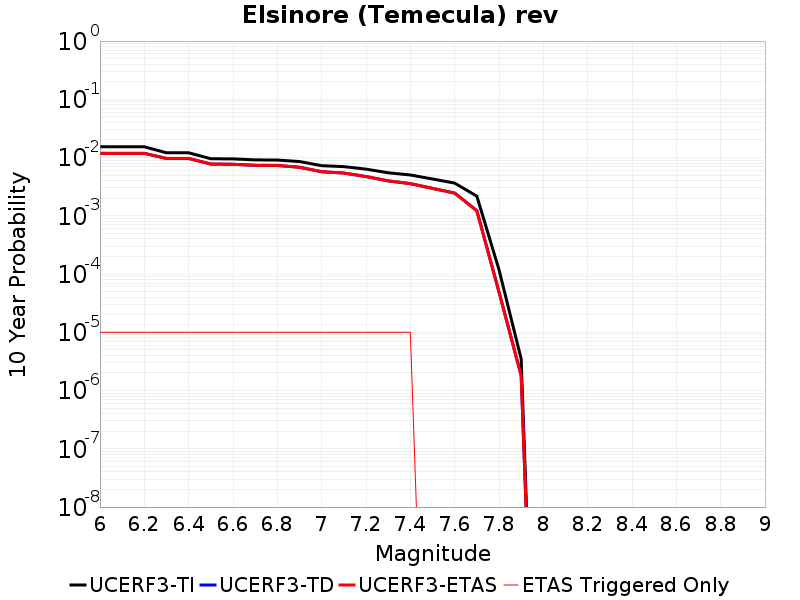 Elsinore (Temecula) rev
10^0
10^-1
10^-2
10^-3
10^-4
10^-5
10^-6
10^-7
10^-8
10 Year Probability
6 6.2 6.4 6.6 6.8 7 7.2 7.4 7.6 7.8 8 8.2 8.4 8.6 8.8 9
Magnitude
UCERF3-TI UCERF3-TD UCERF3-ETAS ETAS Triggered Only